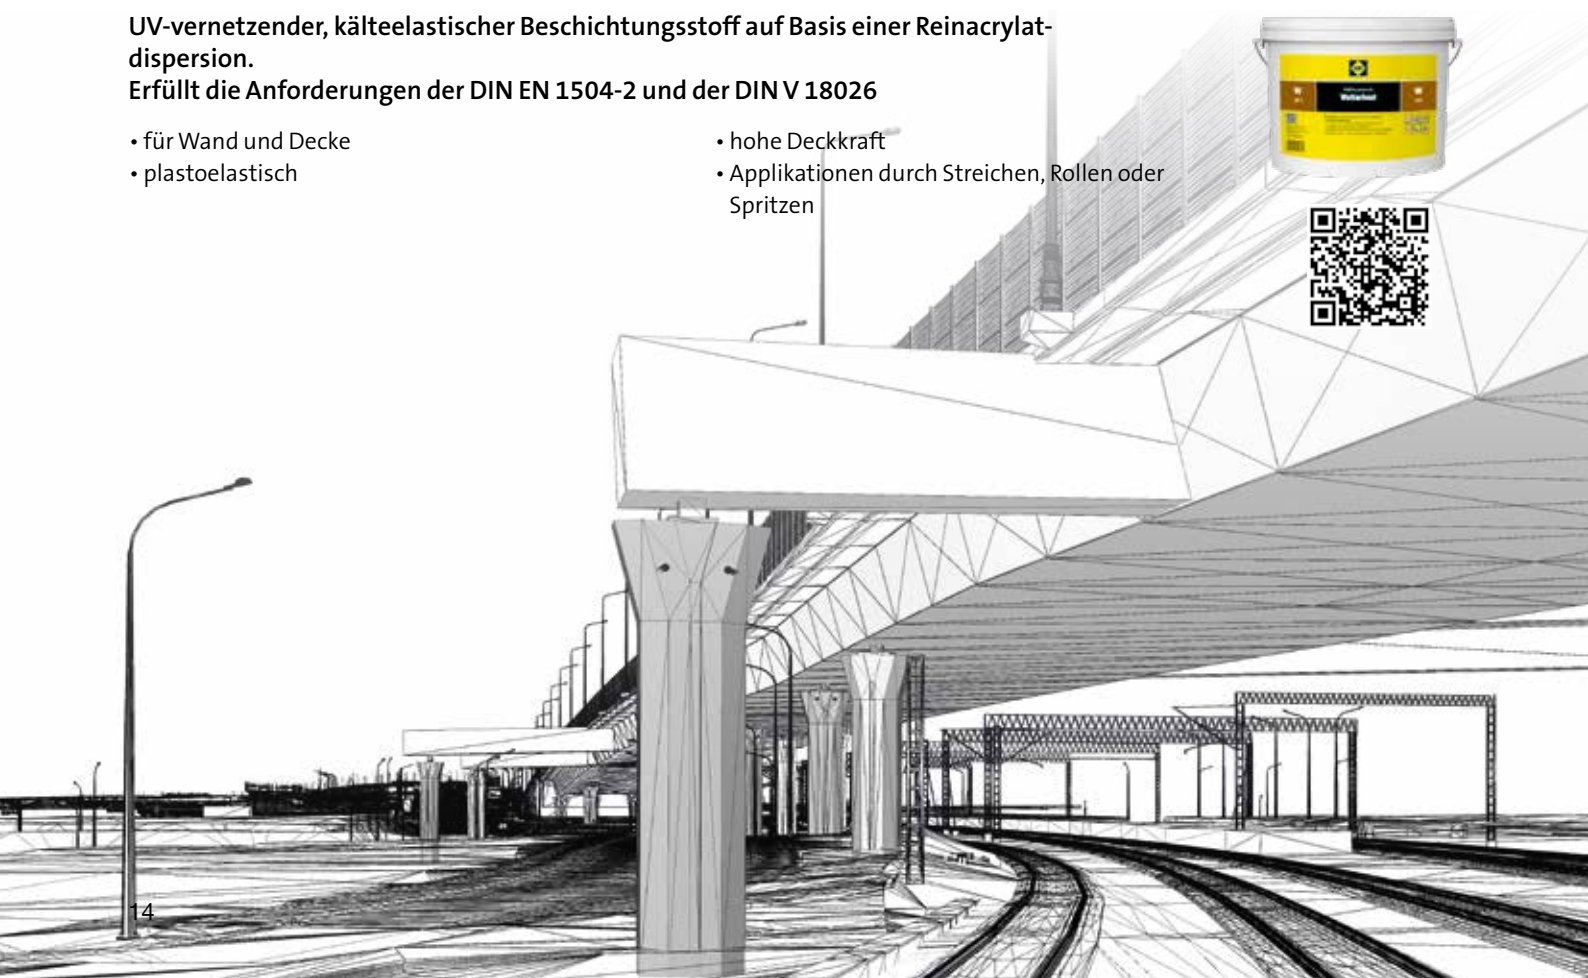 UV-vernetzender, kälteelastischer Beschichtungsstoff auf Basis einer Reinacrylat-
dispersion.
Erfüllt die Anforderungen der DIN EN 1504-2 und der DIN V 18026
• für Wand und Decke
• plastoelastisch
• hohe Deckkraft
• Applikationen durch Streichen, Rollen oder
Spritzen
14